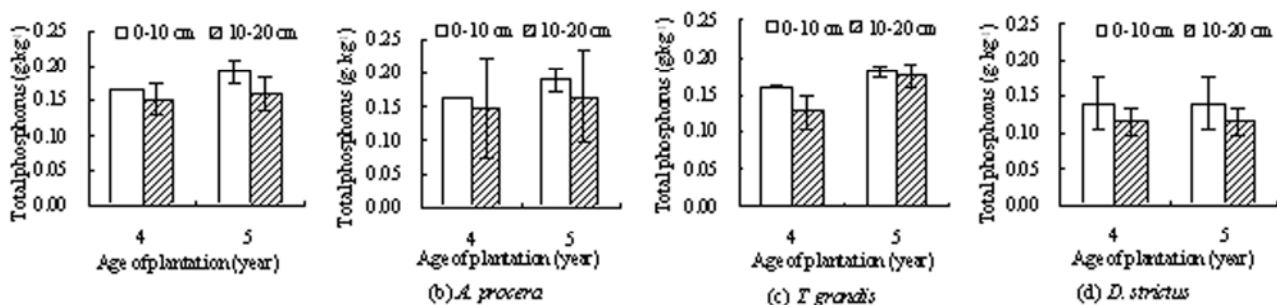 0-10 cm 10-20 cm
Total phosphorus (g·kg⁻¹)
0.25
0.20
0.15
0.10
0.05
0.00
4 5
Age of plantation (year)
0-10 cm 10-20 cm
Total phosphorus (g·kg⁻¹)
0.25
0.20
0.15
0.10
0.05
0.00
4 5
Age of plantation (year)
(b) A. procera
0-10 cm 10-20 cm
Total phosphorus (g·kg⁻¹)
0.25
0.20
0.15
0.10
0.05
0.00
4 5
Age of plantation (year)
(c) T grandis
0-10 cm 10-20 cm
Total phosphorus (g·kg⁻¹)
0.25
0.20
0.15
0.10
0.05
0.00
4 5
Age of plantation (year)
(d) D. strictus